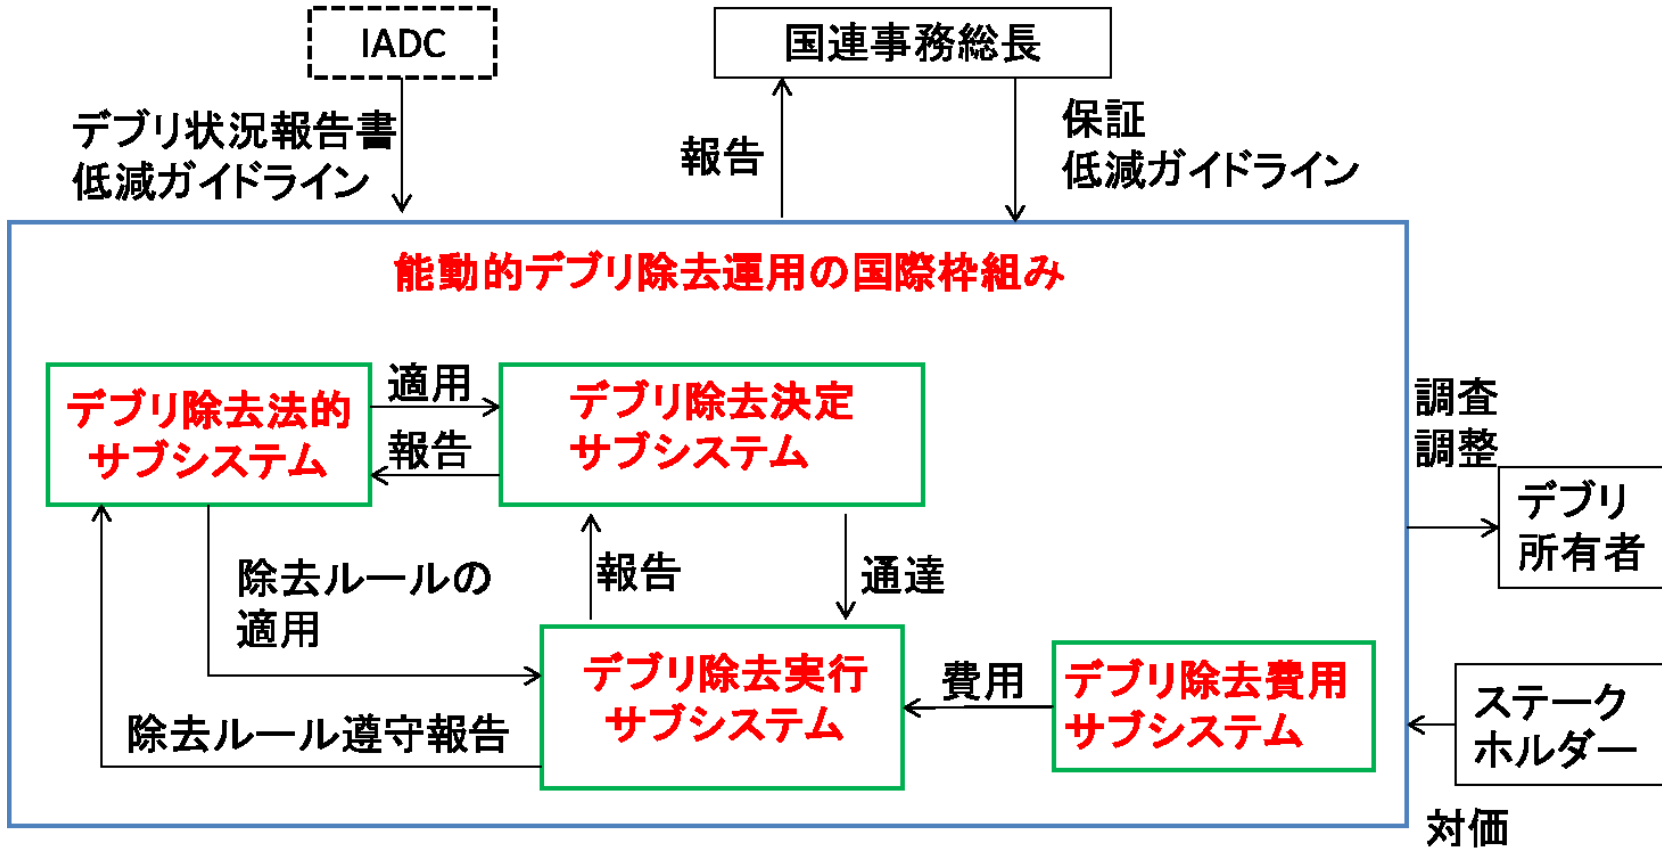 IADC
国連事務総長
デブリ状況報告書
低減ガイドライン
報告
保証
低減ガイドライン
能動的デブリ除去運用の国際枠組み
デブリ除去法的
サブシステム
適用
報告
デブリ除去決定
サブシステム
調査
調整
デブリ
所有者
除去ルールの
適用
報告
通達
デブリ除去実行
サブシステム
費用
デブリ除去費用
サブシステム
ステーク
ホルダー
除去ルール遵守報告
対価